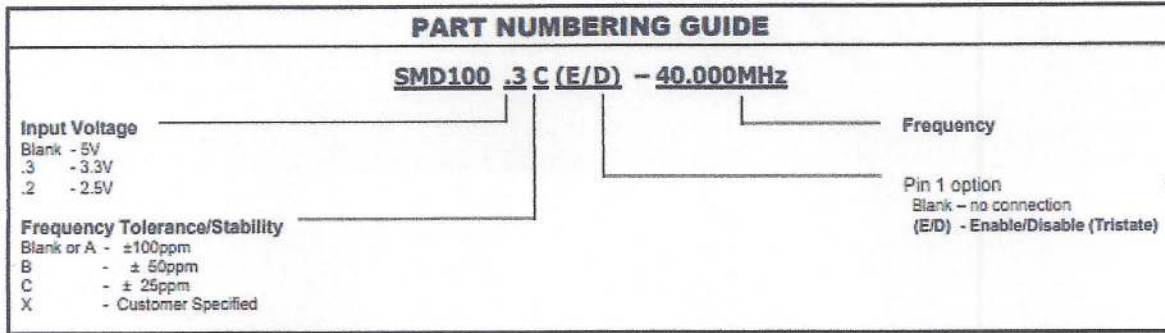 PART NUMBERING GUIDE
SMD100 .3 C (E/D) – 40.000MHz
Input Voltage
Blank - 5V
.3 - 3.3V
.2 - 2.5V
Frequency Tolerance/Stability
Blank or A - ±100ppm
B - ± 50ppm
C - ± 25ppm
X - Customer Specified
Frequency
Pin 1 option
Blank – no connection
(E/D) - Enable/Disable (Tristate)